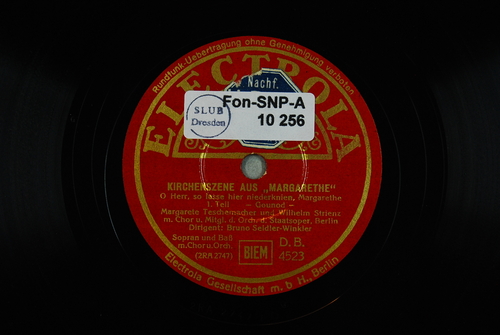 Rundfunk-Uebertragung ohne Genehmigung verboten
ELECTROLA
Nachf.
SLUB
Dresden
Fon-SNP-A
10 256
KIRCHENSZENE AUS „MARGARETHE"
O Herr, so lasse hier niederknien, Margarethe
1. Teil — Gounod —
Margarete Teschemacher und Wilhelm Strienz
m. Chor u. Mitgl. d. Orch. d. Staatsoper, Berlin
Dirigent: Bruno Seidler-Winkler
Sopran und Baß
m. Chor u. Orch.
(2RA 2747)
BIEM
D.B.
4523
Electrola Gesellschaft m. b. H., Berlin